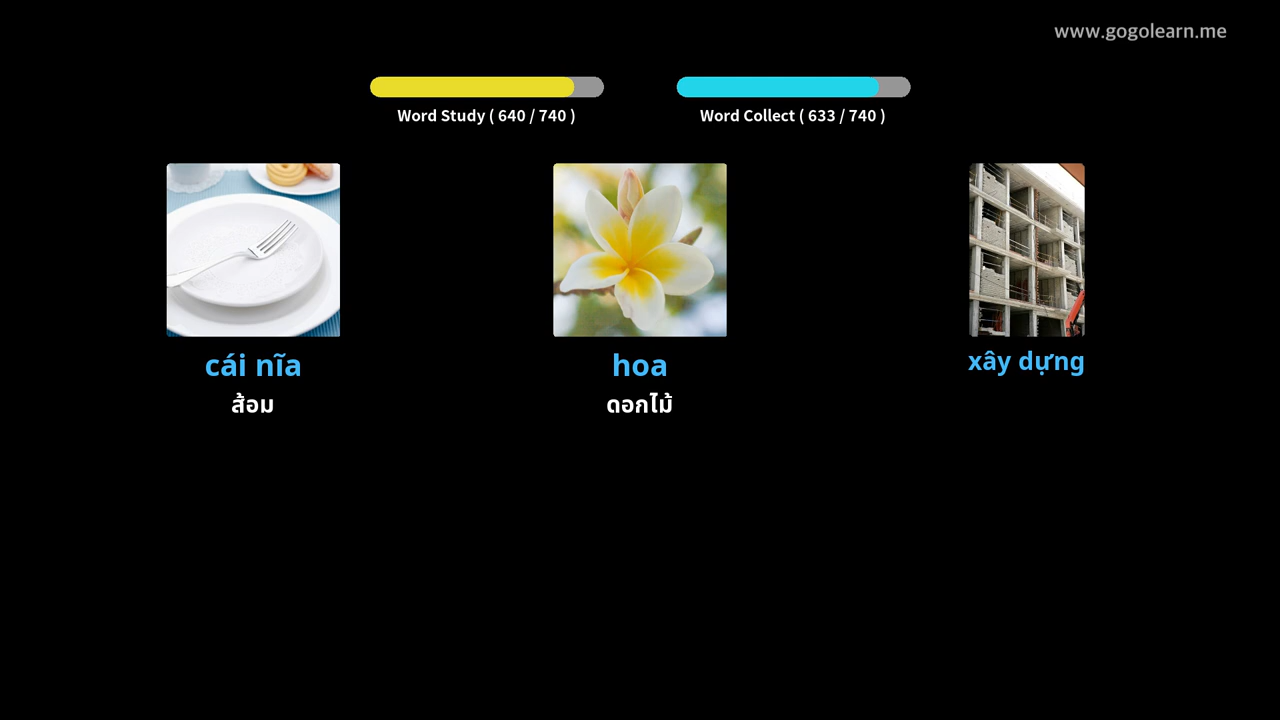 www.gogolearn.me
Word Study ( 640 / 740 )
Word Collect ( 633 / 740 )
cái nĩa
ส้อม
hoa
ดอกไม้
xây dựng